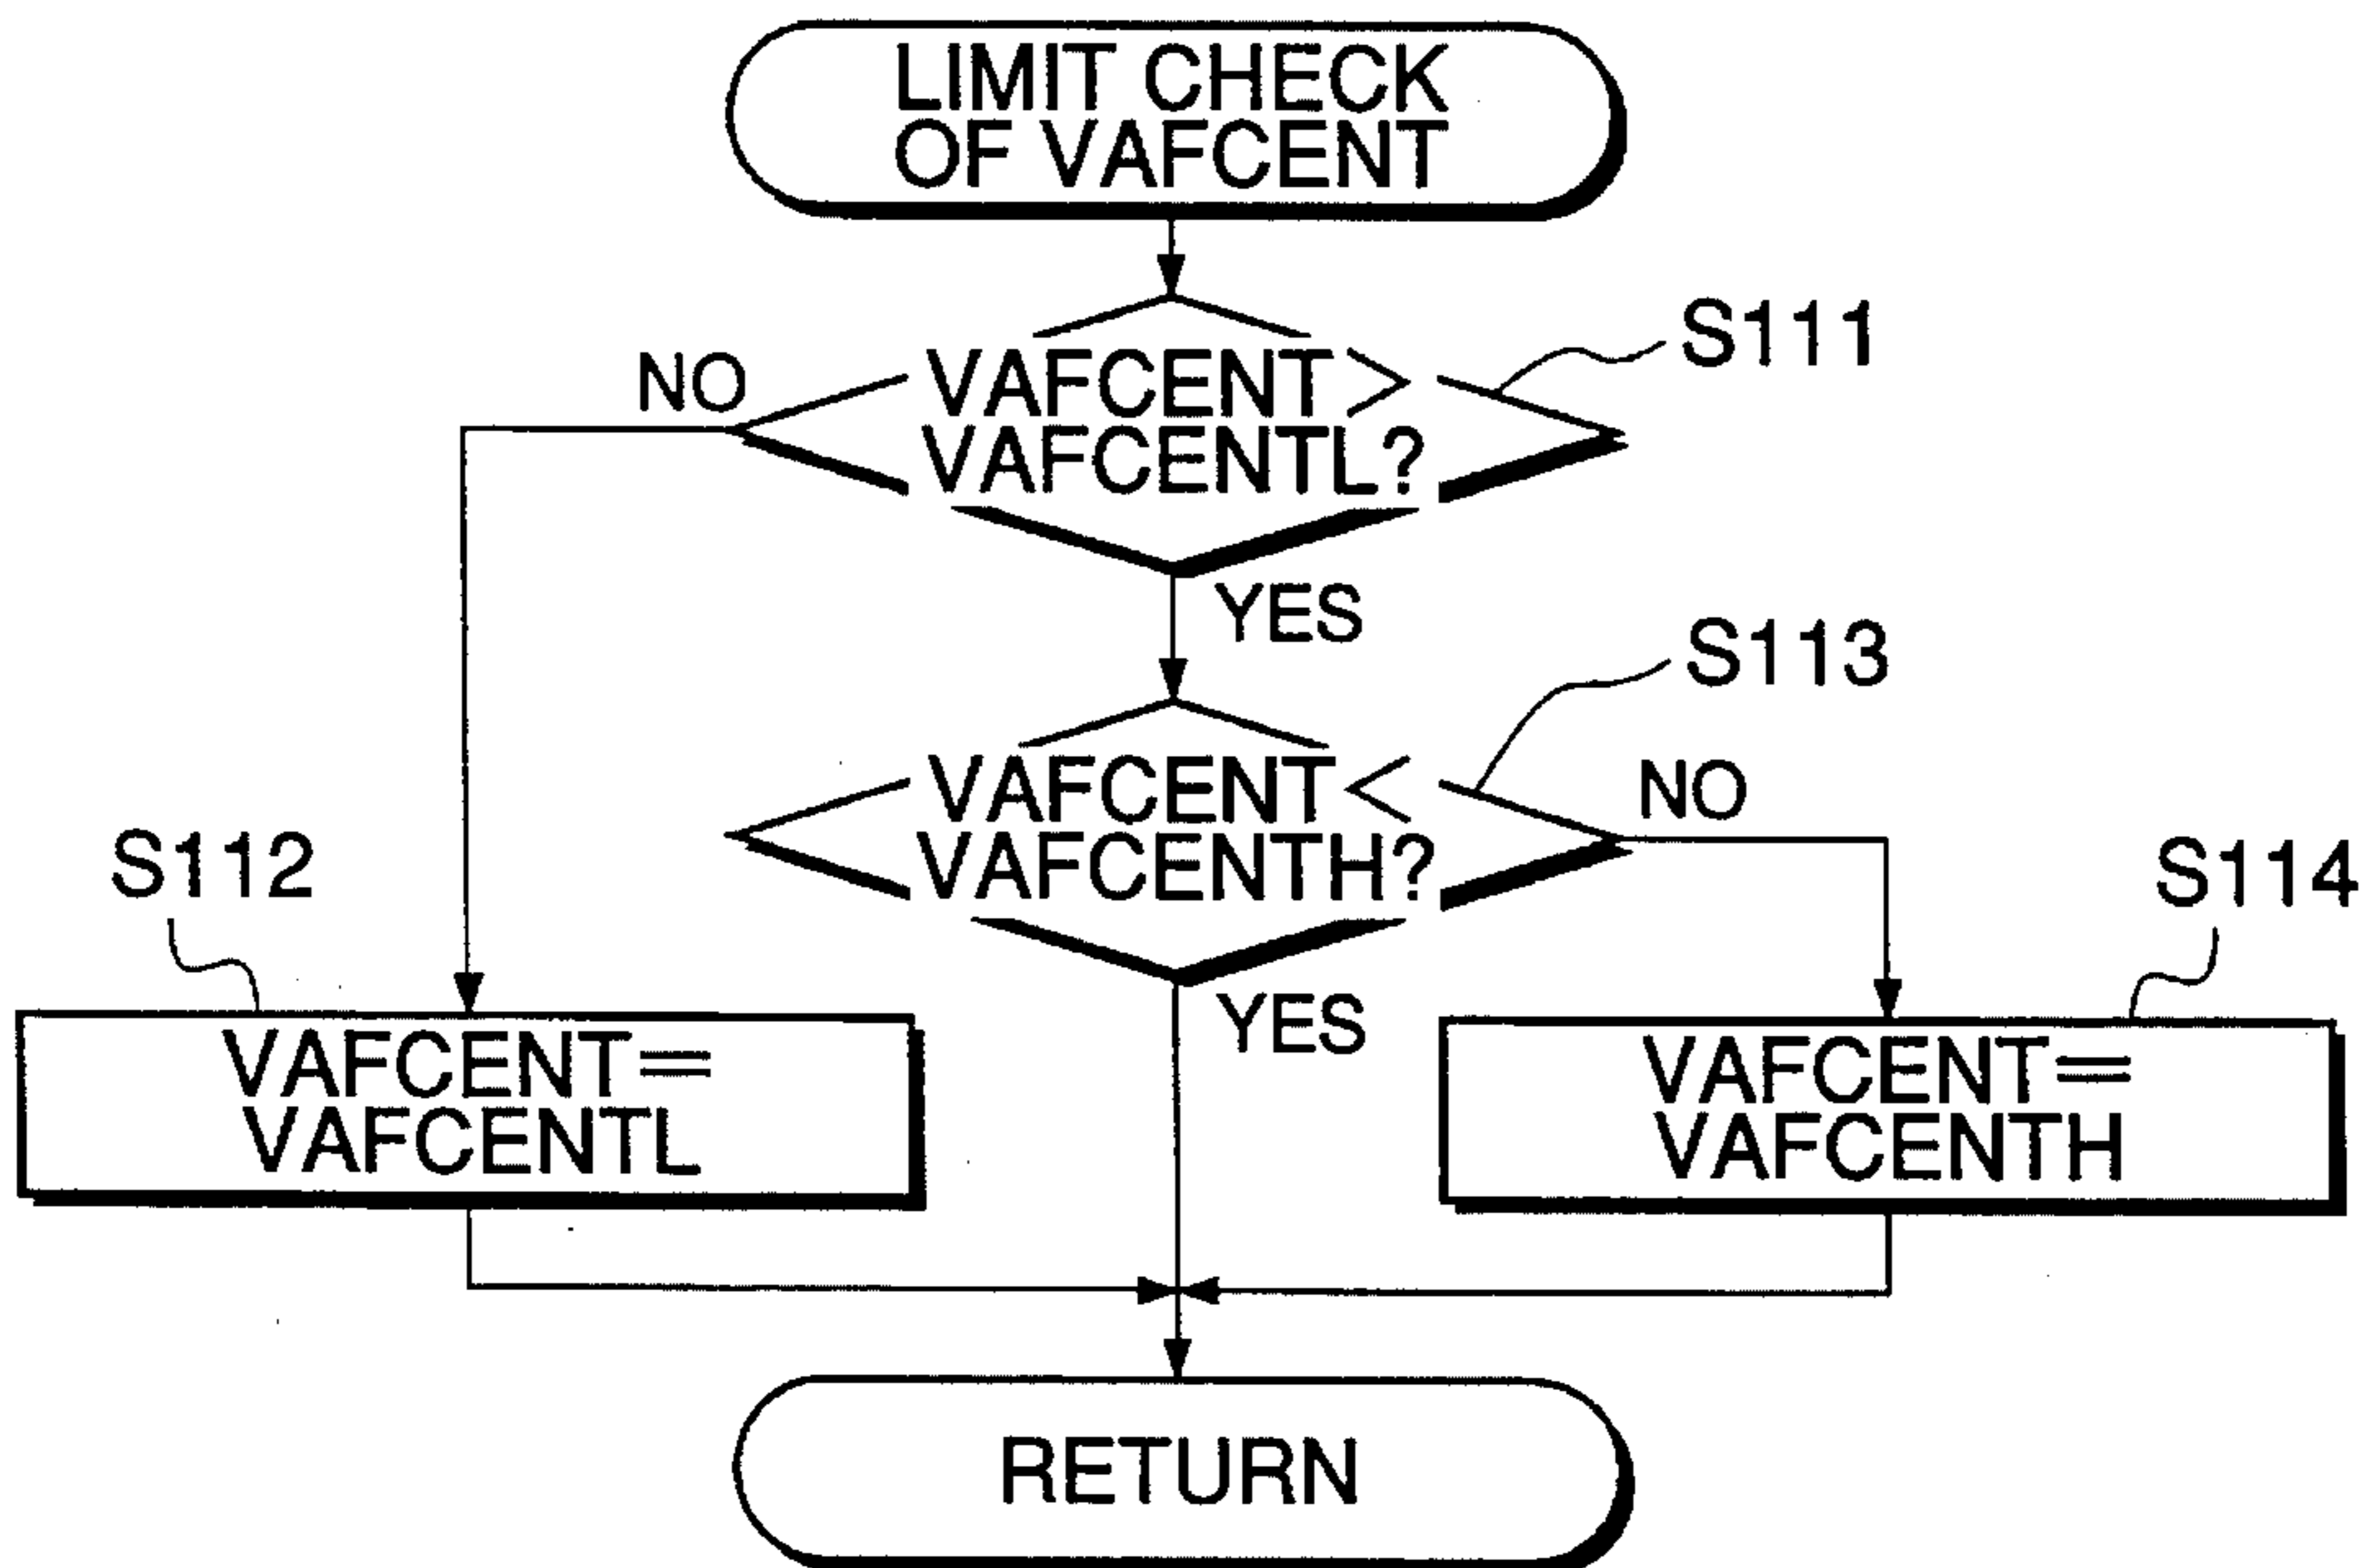 LIMIT CHECK
OF VAFCENT
S111
NO
VAFCENT>
VAFCENTL?
YES
S113
VAFCENT<
VAFCENTH?
NO
S112
S114
YES
VAFCENT=
VAFCENTL
VAFCENT=
VAFCENTH
RETURN